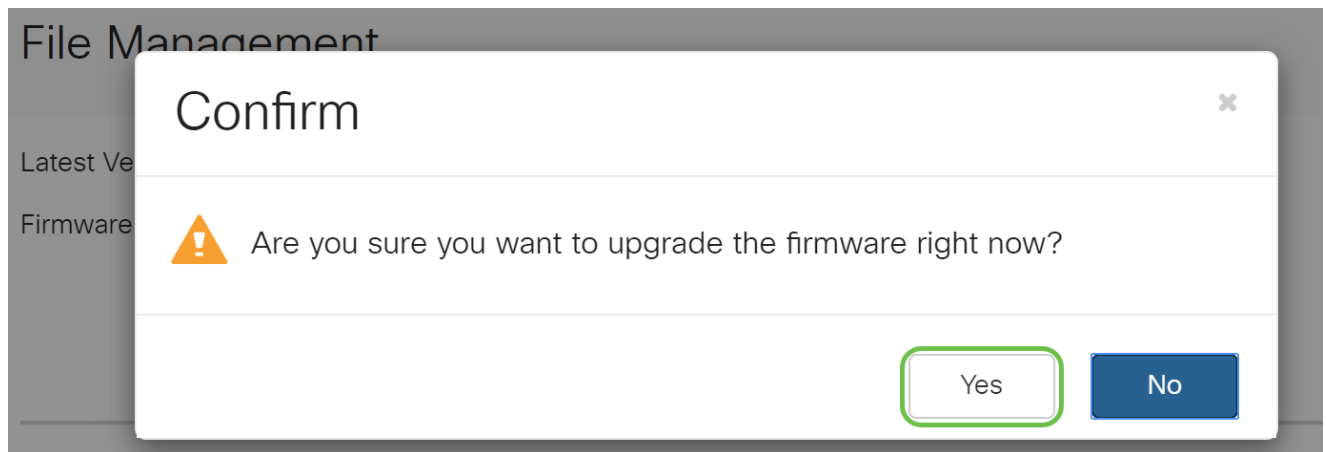 File Management
Confirm
Latest Ve
Firmware
Are you sure you want to upgrade the firmware right now?
Yes
No